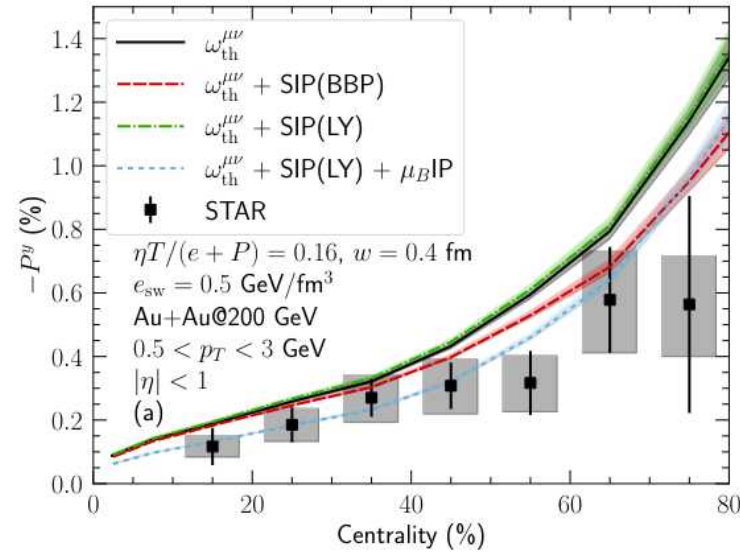 1.4
1.2
1.0
0.8
0.6
0.4
0.2
0.0
−P^y (%)
ω_th^{μν}
ω_th^{μν} + SIP(BBP)
ω_th^{μν} + SIP(LY)
ω_th^{μν} + SIP(LY) + μ_B IP
STAR
ηT/(e + P) = 0.16, w = 0.4 fm
e_sw = 0.5 GeV/fm³
Au+Au@200 GeV
0.5 < p_T < 3 GeV
|η| < 1
(a)
0 20 40 60 80
Centrality (%)